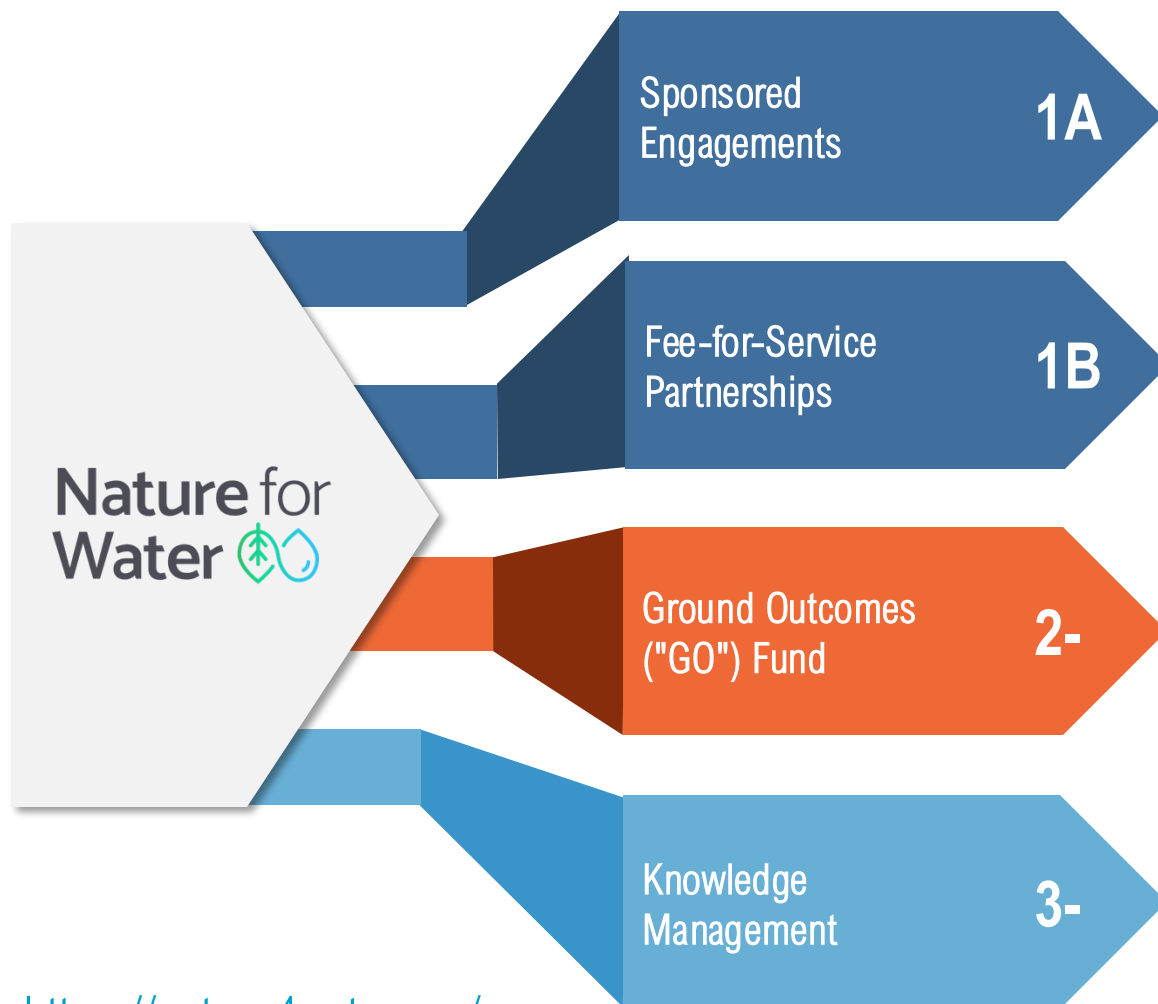 Sponsored
Engagements
1A
Fee-for-Service
Partnerships
1B
Nature for
Water
Ground Outcomes
("GO") Fund
2-
Knowledge
Management
3-